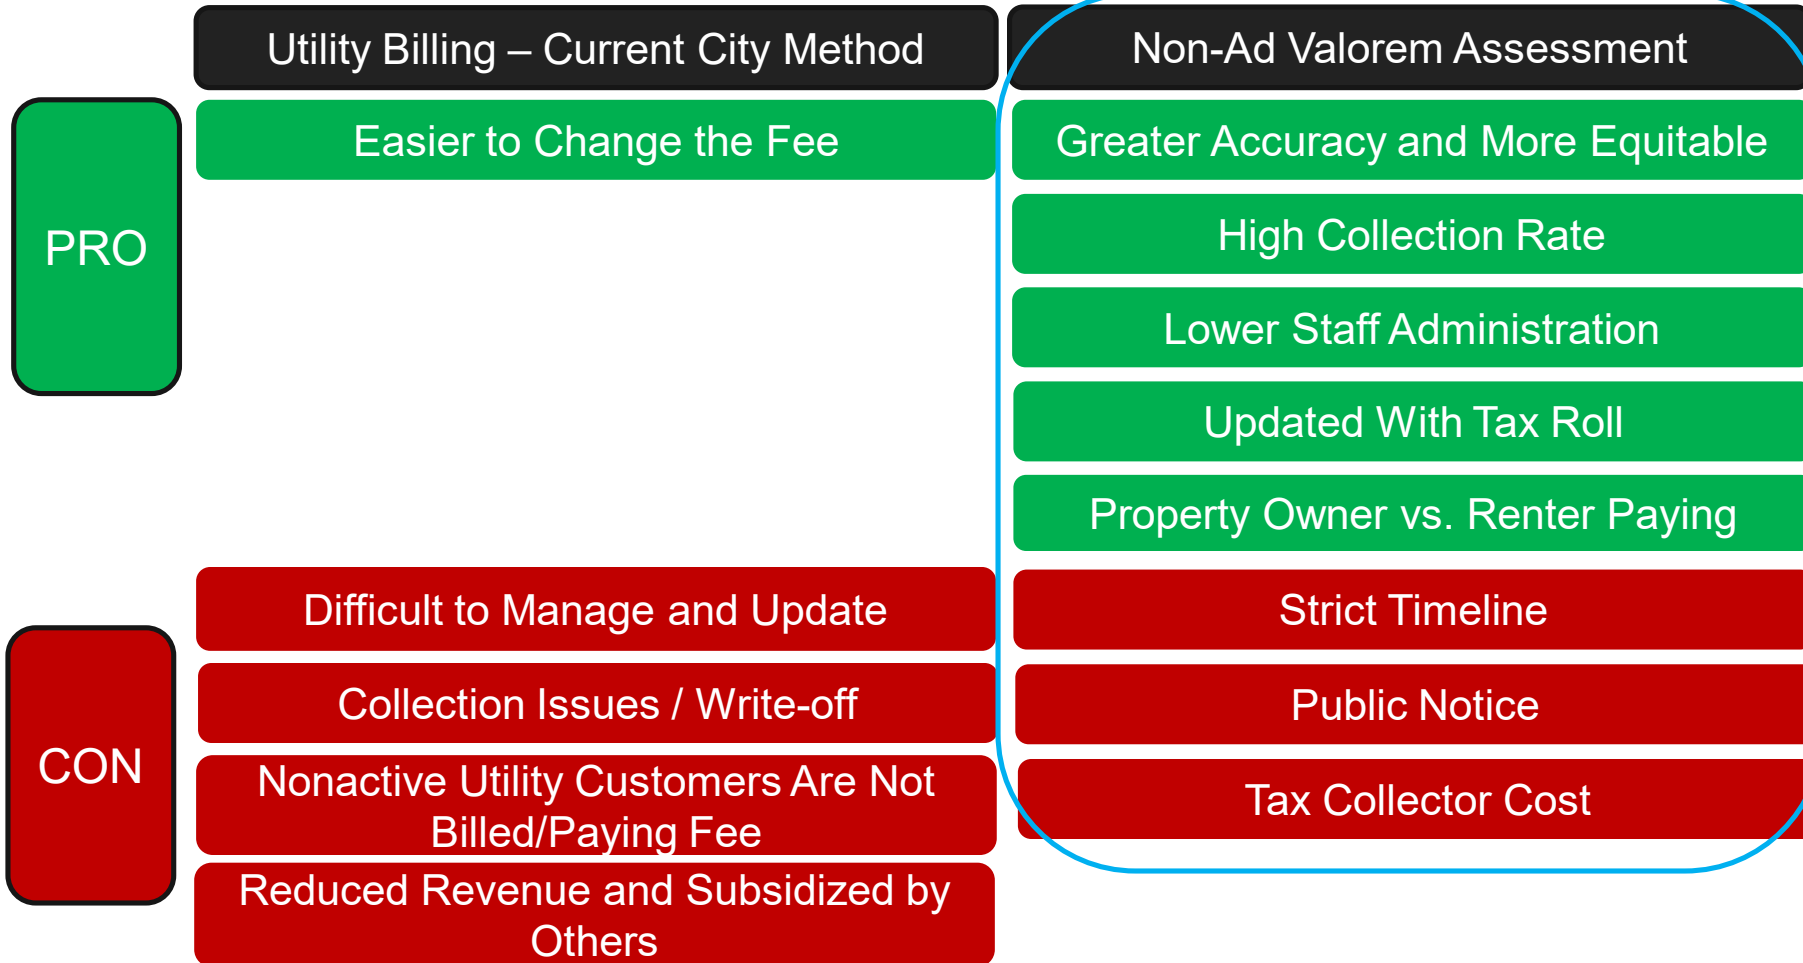 Utility Billing – Current City Method
Non-Ad Valorem Assessment
PRO
Easier to Change the Fee
Greater Accuracy and More Equitable
High Collection Rate
Lower Staff Administration
Updated With Tax Roll
Property Owner vs. Renter Paying
CON
Difficult to Manage and Update
Strict Timeline
Collection Issues / Write-off
Public Notice
Nonactive Utility Customers Are Not
Billed/Paying Fee
Tax Collector Cost
Reduced Revenue and Subsidized by
Others